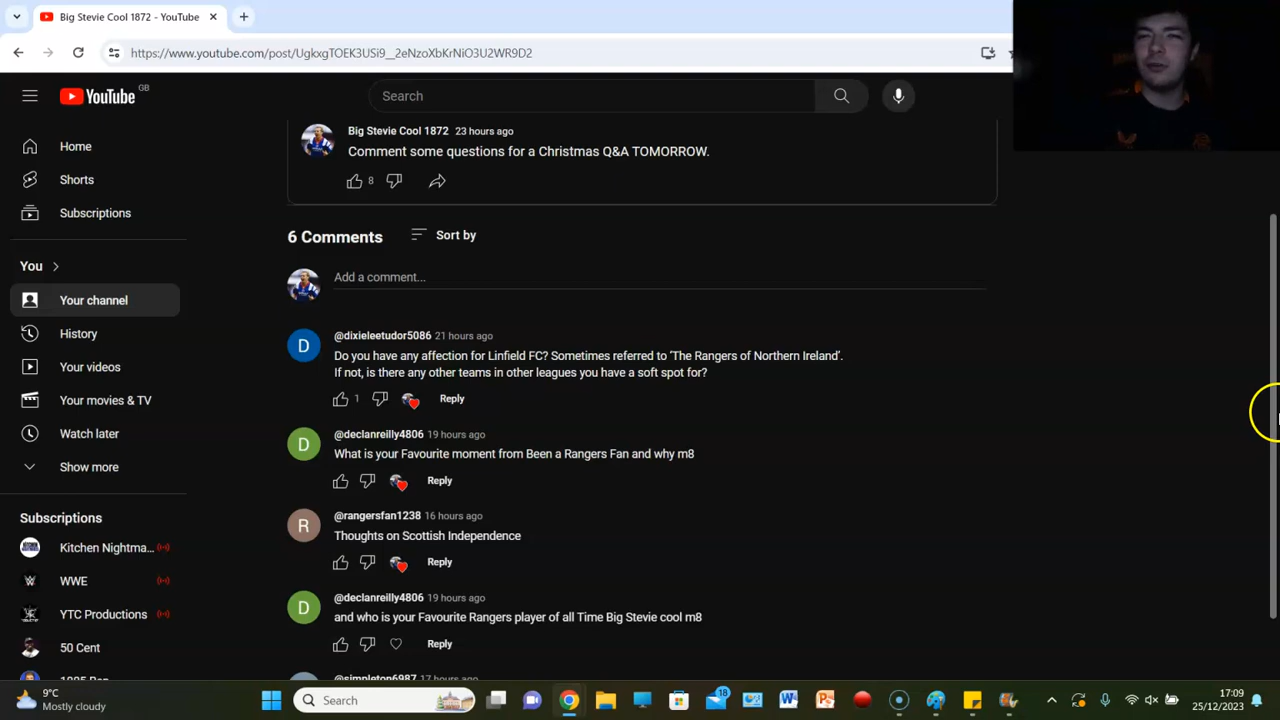 Big Stevie Cool 1872 - YouTube
https://www.youtube.com/post/UgkxgTOEK3USi9__2eNzoXbKrNiO3U2WR9D2
YouTube GB
Search
Big Stevie Cool 1872 23 hours ago
Comment some questions for a Christmas Q&A TOMORROW.
8
6 Comments
Sort by
Add a comment...
@dixieleetudor5086 21 hours ago
D
Do you have any affection for Linfield FC? Sometimes referred to 'The Rangers of Northern Ireland'.
If not, is there any other teams in other leagues you have a soft spot for?
1
Reply
@declanreilly4806 19 hours ago
D
What is your Favourite moment from Been a Rangers Fan and why m8
Reply
@rangersfan1238 16 hours ago
R
Thoughts on Scottish Independence
Reply
@declanreilly4806 19 hours ago
D
and who is your Favourite Rangers player of all Time Big Stevie cool m8
Reply
@simpleton6987 17 hours ago
Home
Shorts
Subscriptions
You
Your channel
History
Your videos
Your movies & TV
Watch later
Show more
Subscriptions
Kitchen Nightma...
WWE
YTC Productions
50 Cent
9°C
Mostly cloudy
Search
18
17:09
25/12/2023